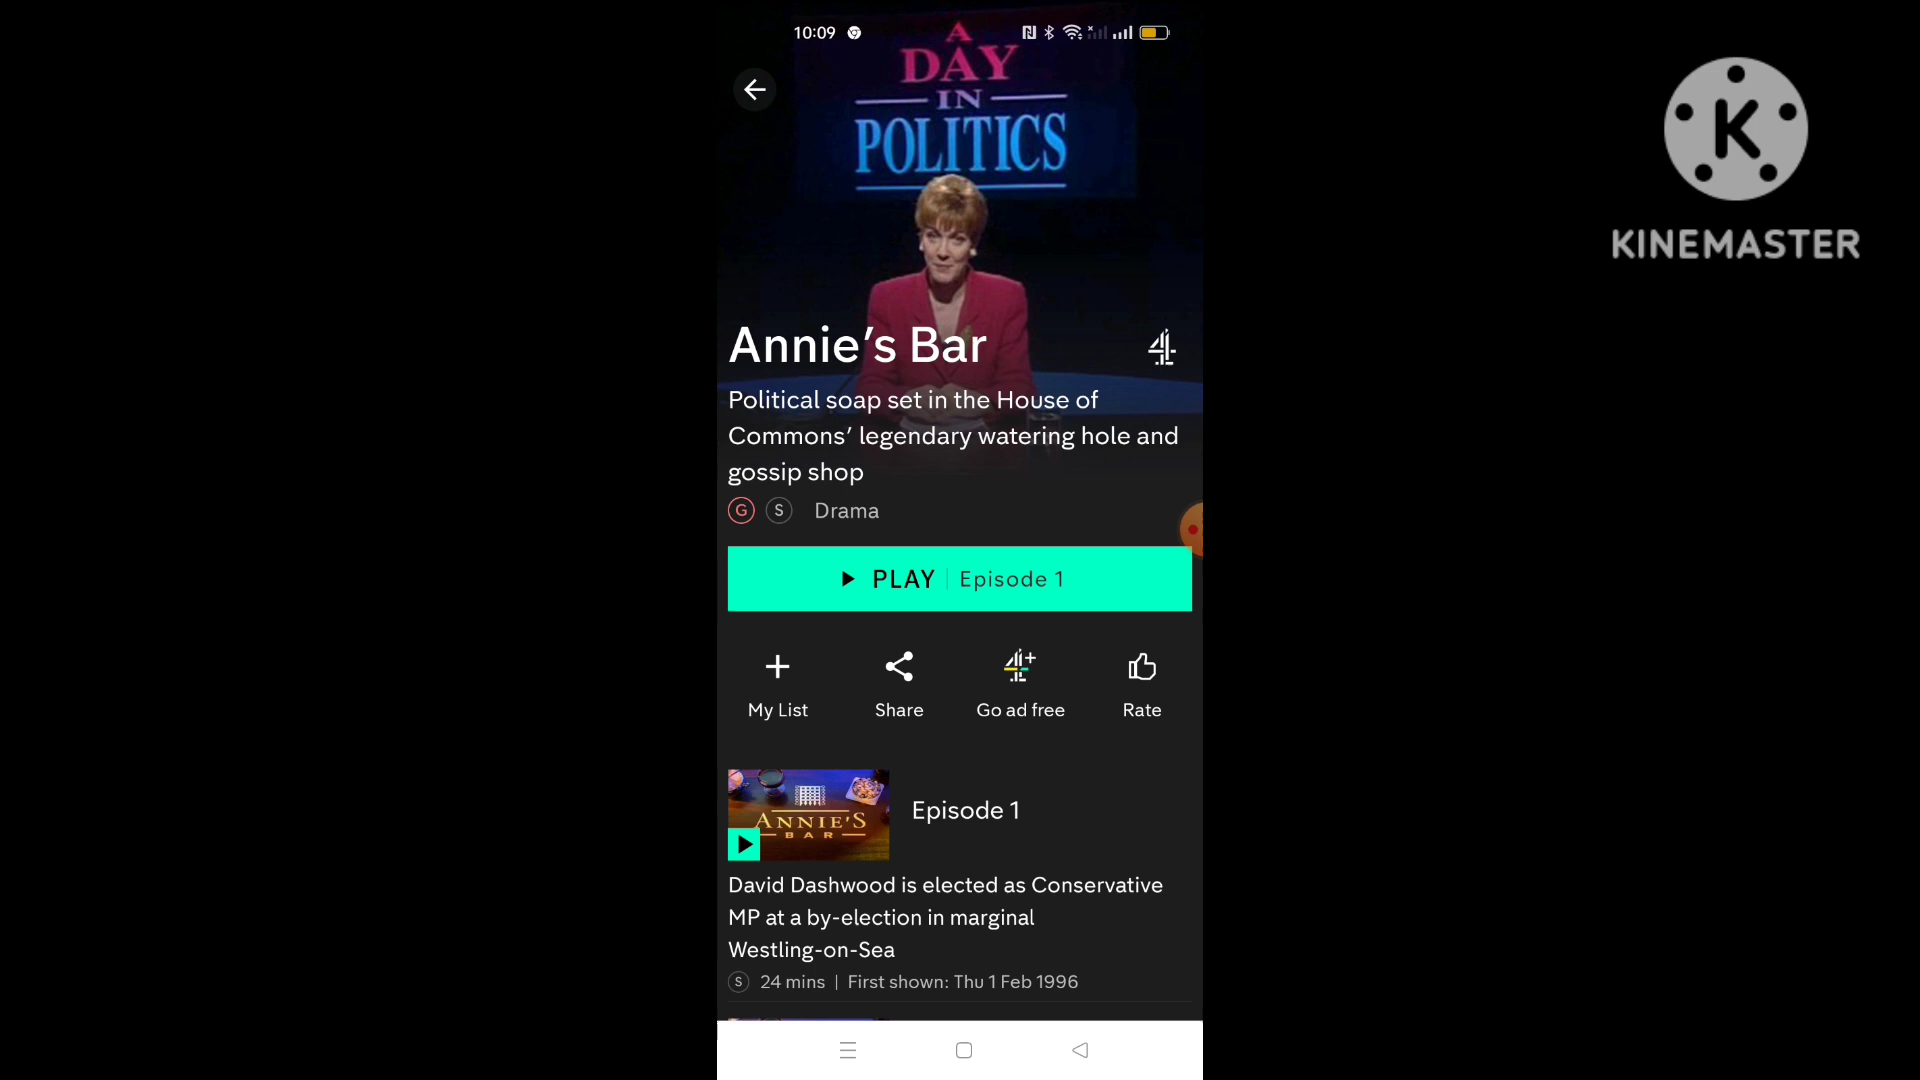 10:09
A
DAY
IN
POLITICS
K
KINEMASTER
Annie's Bar
4
Political soap set in the House of
Commons' legendary watering hole and
gossip shop
G S Drama
PLAY | Episode 1
4+
My List Share Go ad free Rate
ANNIE'S
BAR
Episode 1
David Dashwood is elected as Conservative
MP at a by-election in marginal
Westling-on-Sea
S 24 mins | First shown: Thu 1 Feb 1996